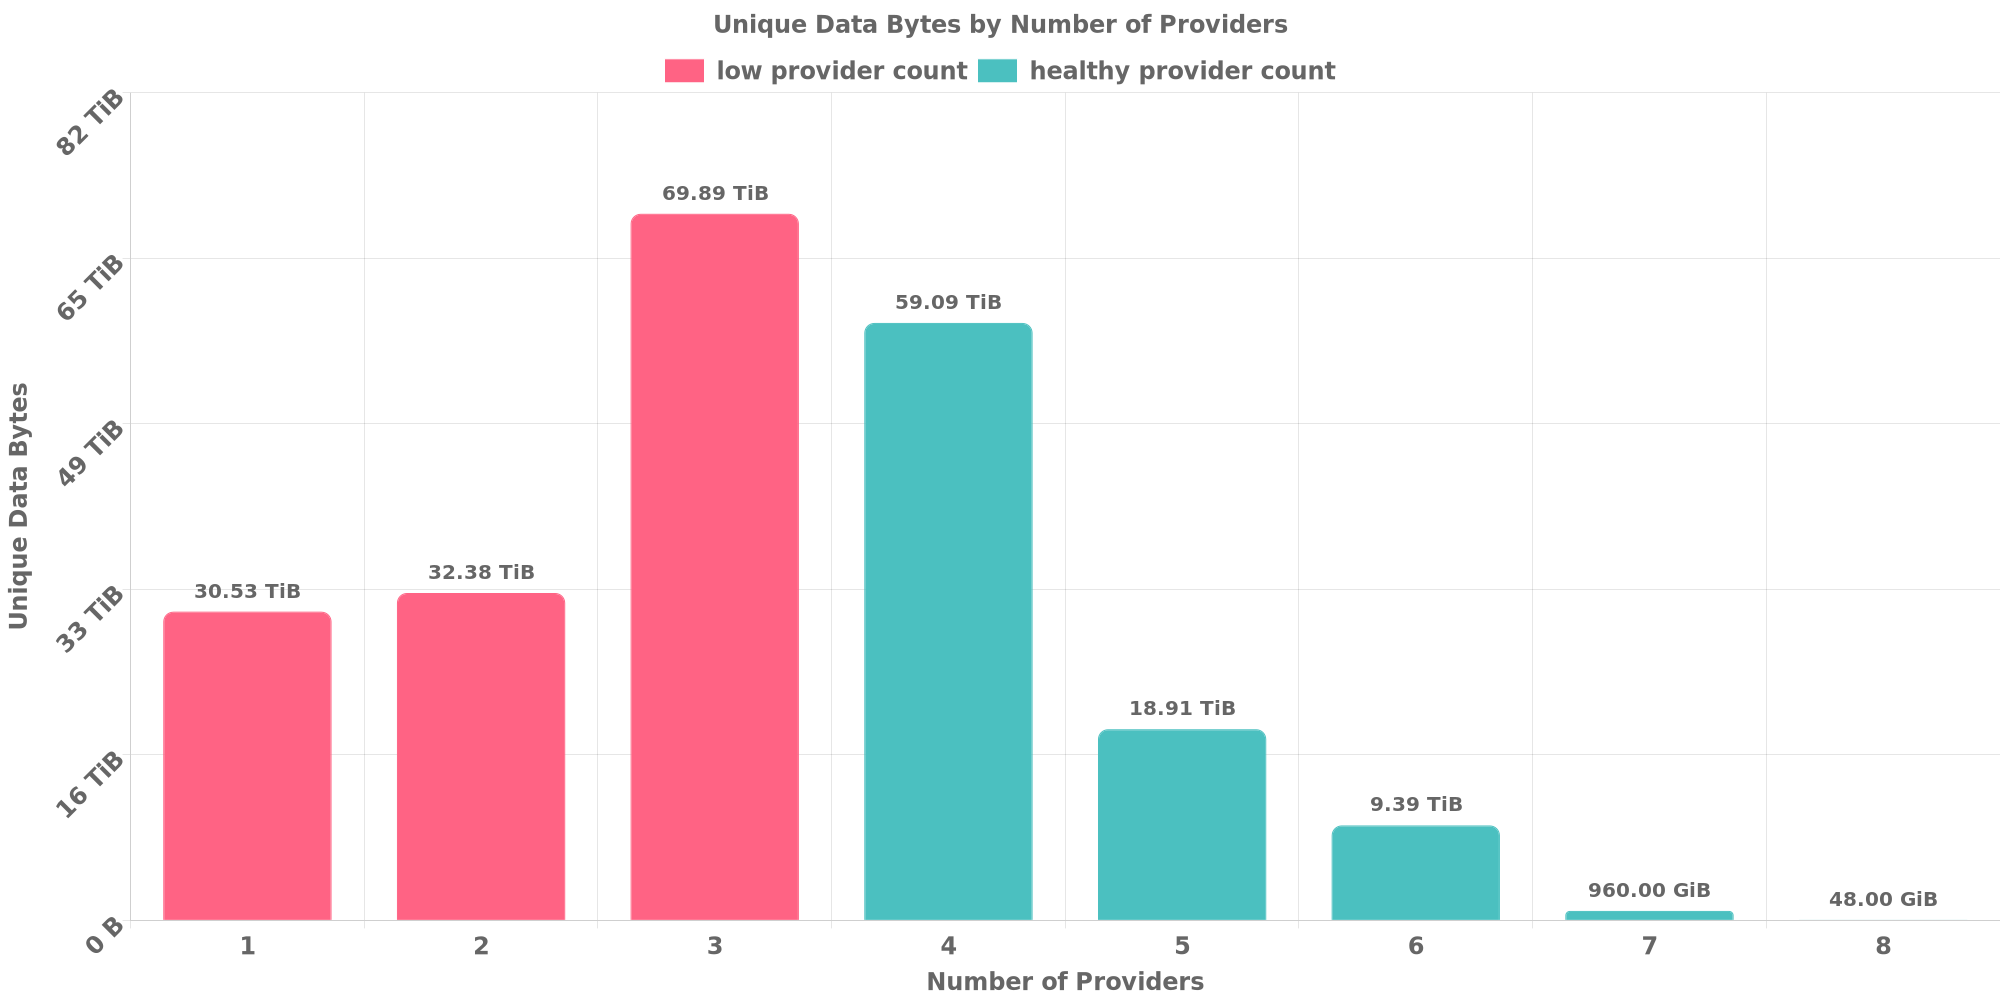 Unique Data Bytes by Number of Providers
low provider count healthy provider count
82 TiB
65 TiB
49 TiB
33 TiB
16 TiB
0 B
Unique Data Bytes
30.53 TiB
32.38 TiB
69.89 TiB
59.09 TiB
18.91 TiB
9.39 TiB
960.00 GiB
48.00 GiB
1 2 3 4 5 6 7 8
Number of Providers